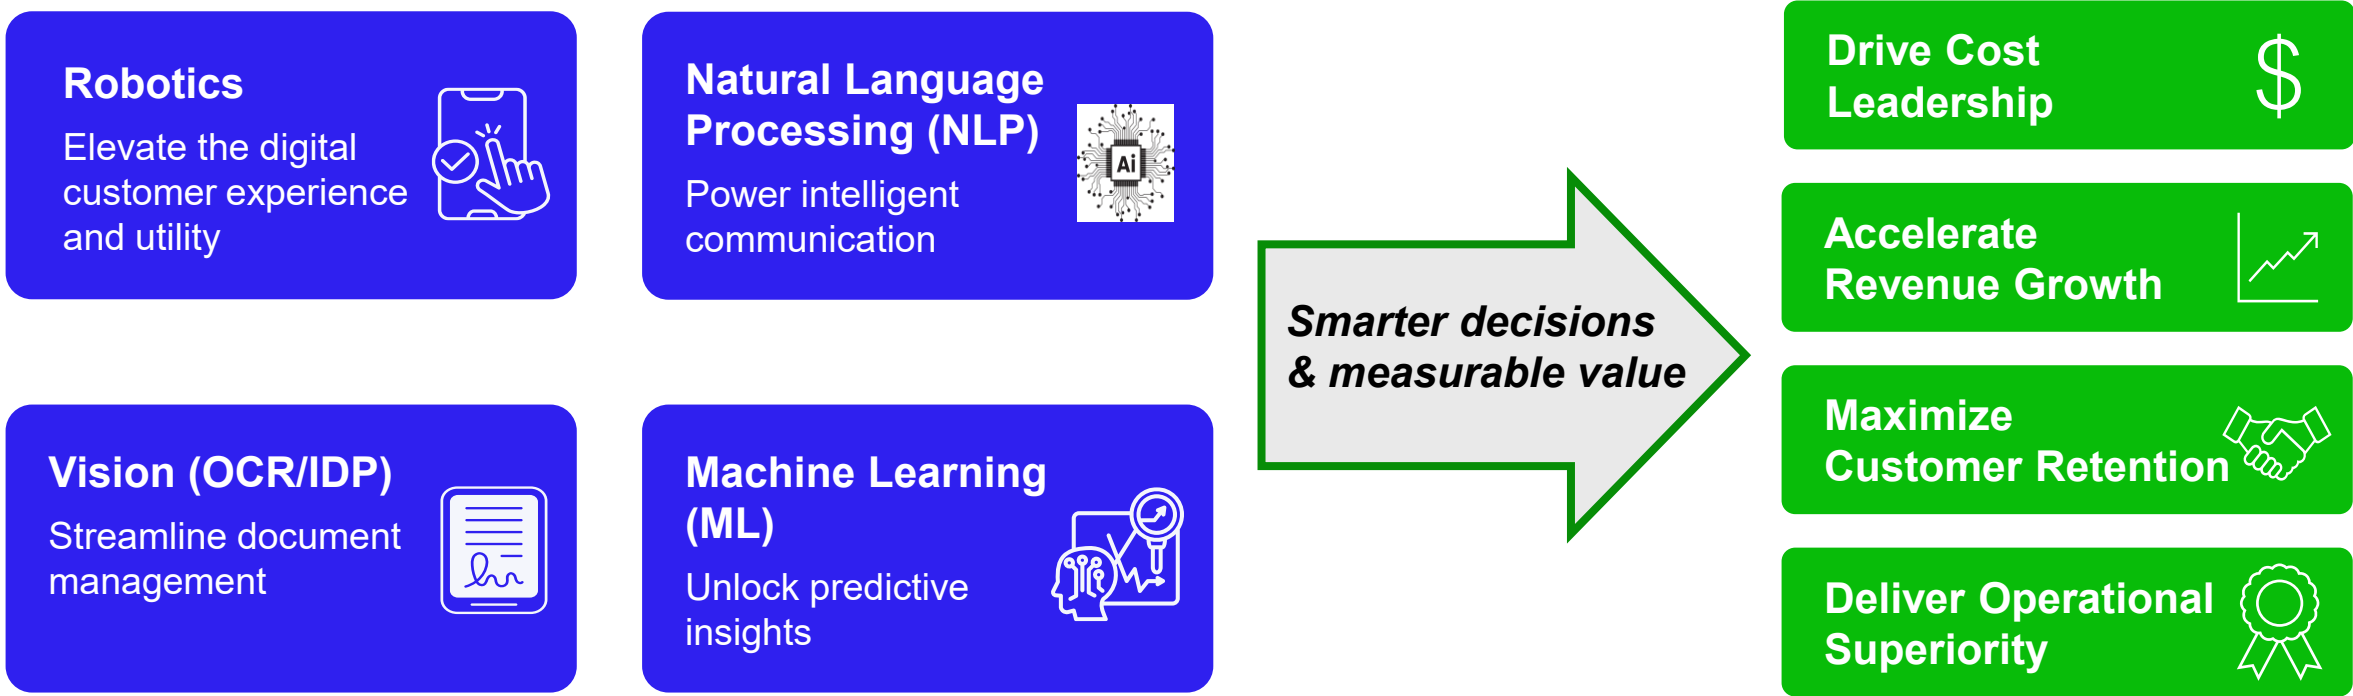 Robotics
Elevate the digital
customer experience
and utility
Natural Language
Processing (NLP)
Power intelligent
communication
Ai
Vision (OCR/IDP)
Streamline document
management
Machine Learning
(ML)
Unlock predictive
insights
Smarter decisions
& measurable value
Drive Cost
Leadership
$
Accelerate
Revenue Growth
Maximize
Customer Retention
Deliver Operational
Superiority